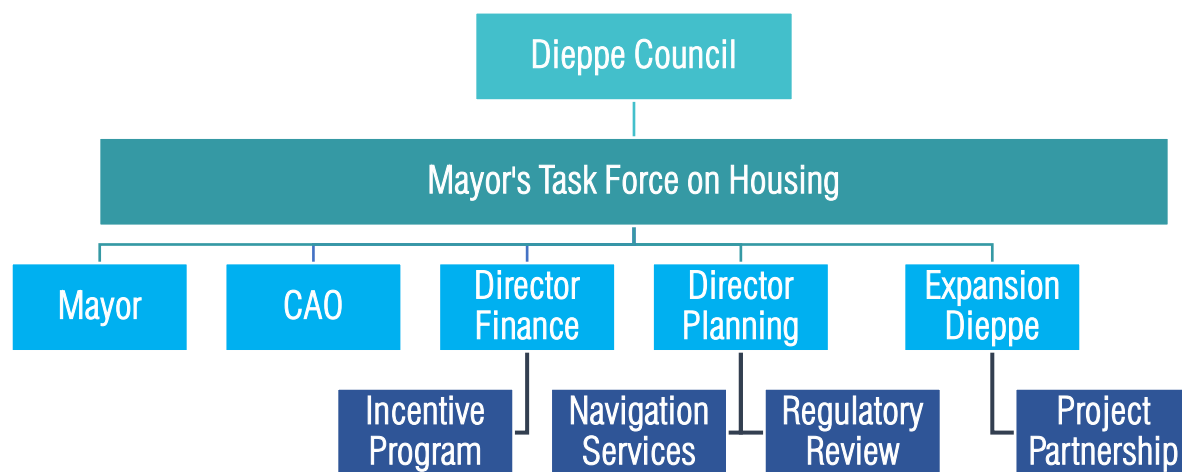 Dieppe Council
Mayor's Task Force on Housing
Mayor
CAO
Director
Finance
Director
Planning
Expansion
Dieppe
Incentive
Program
Navigation
Services
Regulatory
Review
Project
Partnership